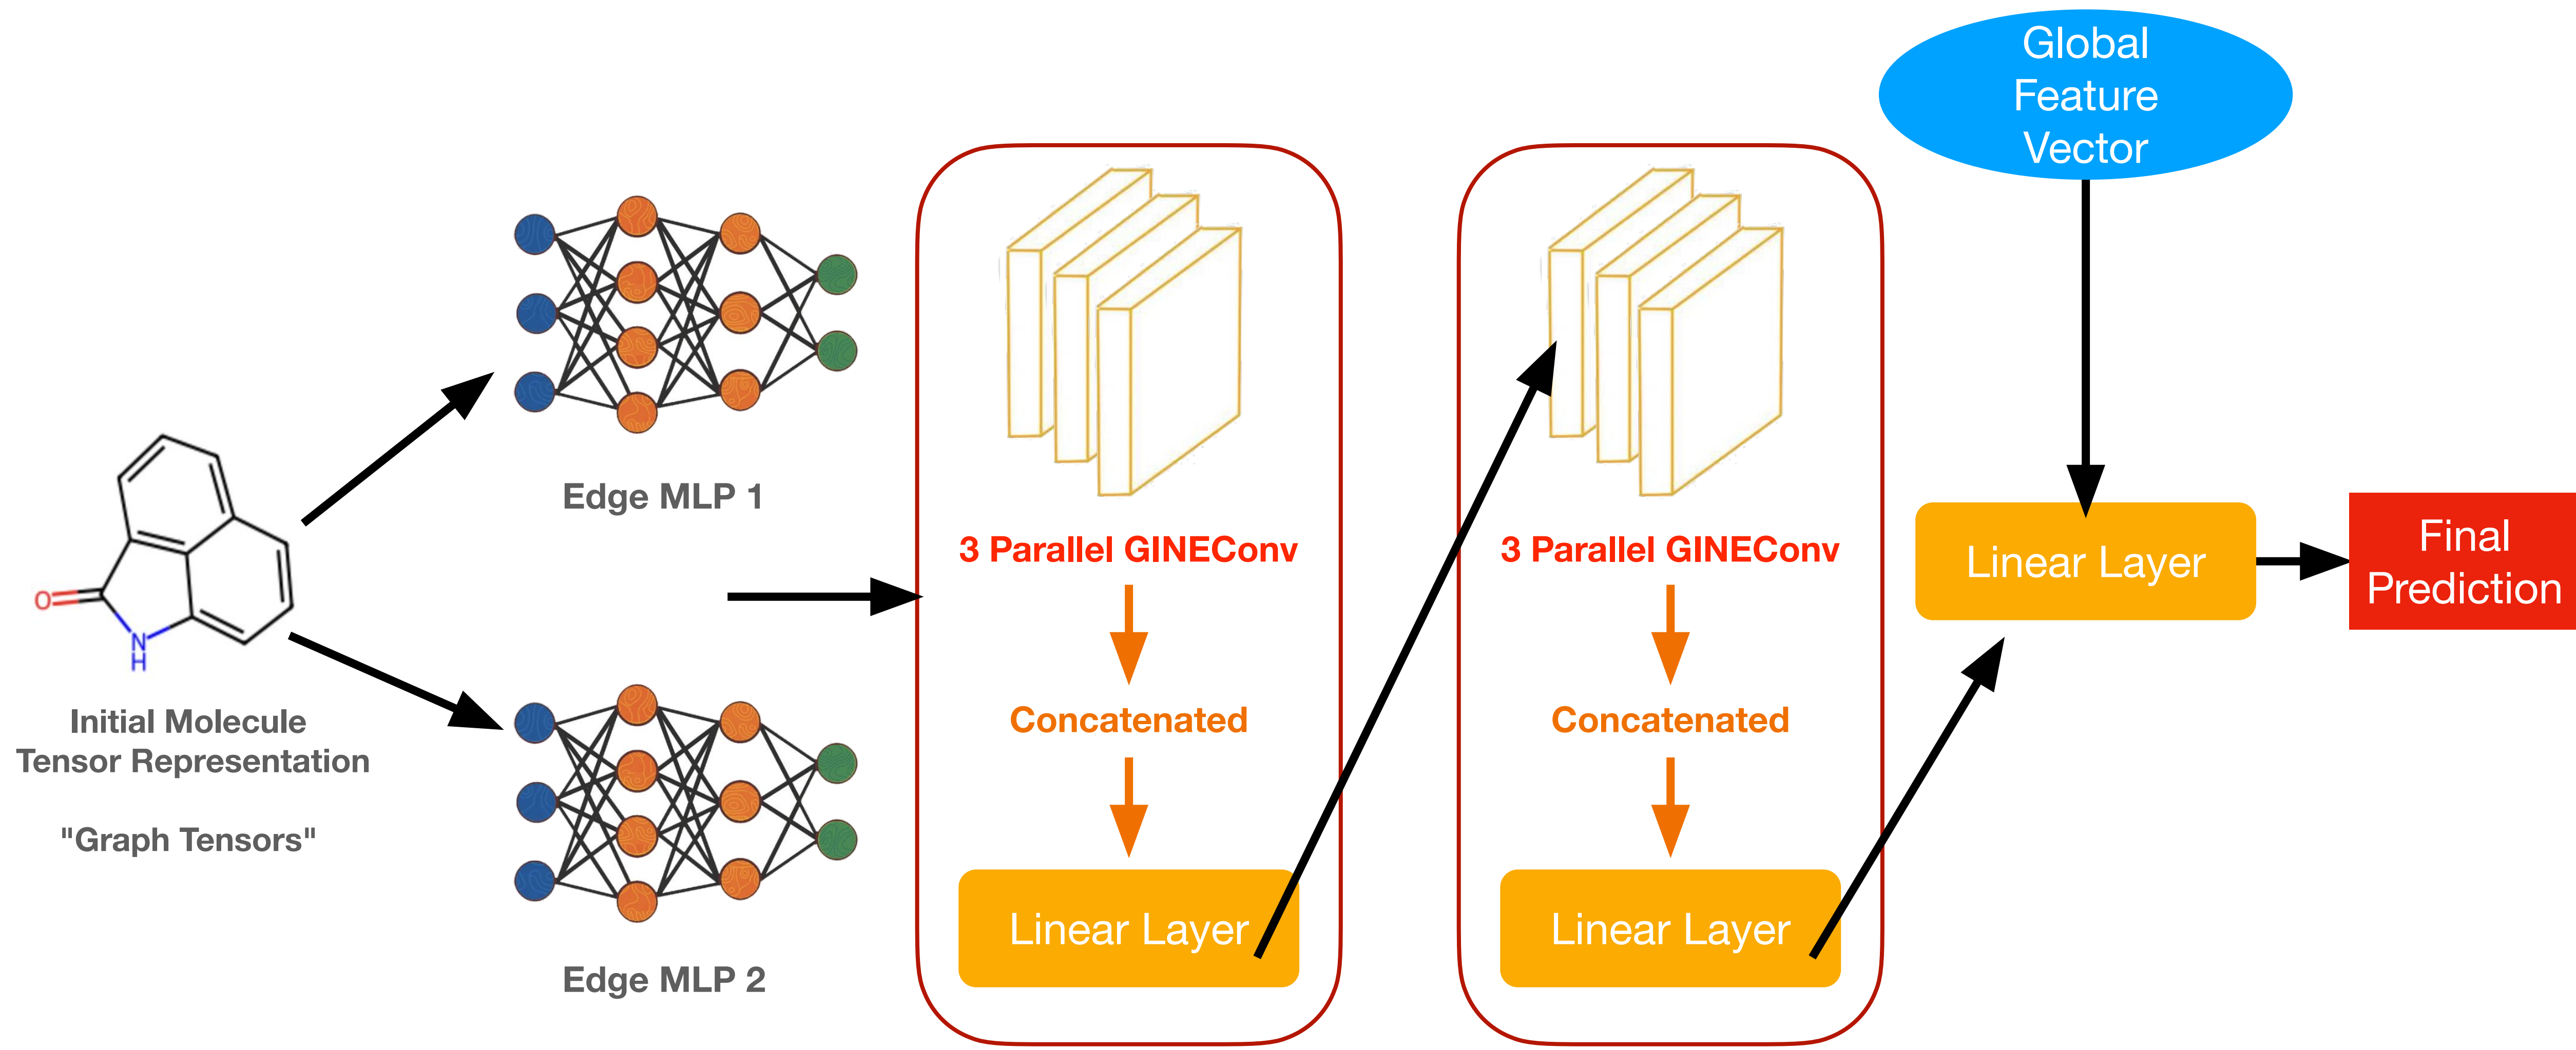 O
N
H
Initial Molecule
Tensor Representation
"Graph Tensors"
Edge MLP 1
Edge MLP 2
3 Parallel GINEConv
Concatenated
Linear Layer
3 Parallel GINEConv
Concatenated
Linear Layer
Global
Feature
Vector
Linear Layer
Final
Prediction